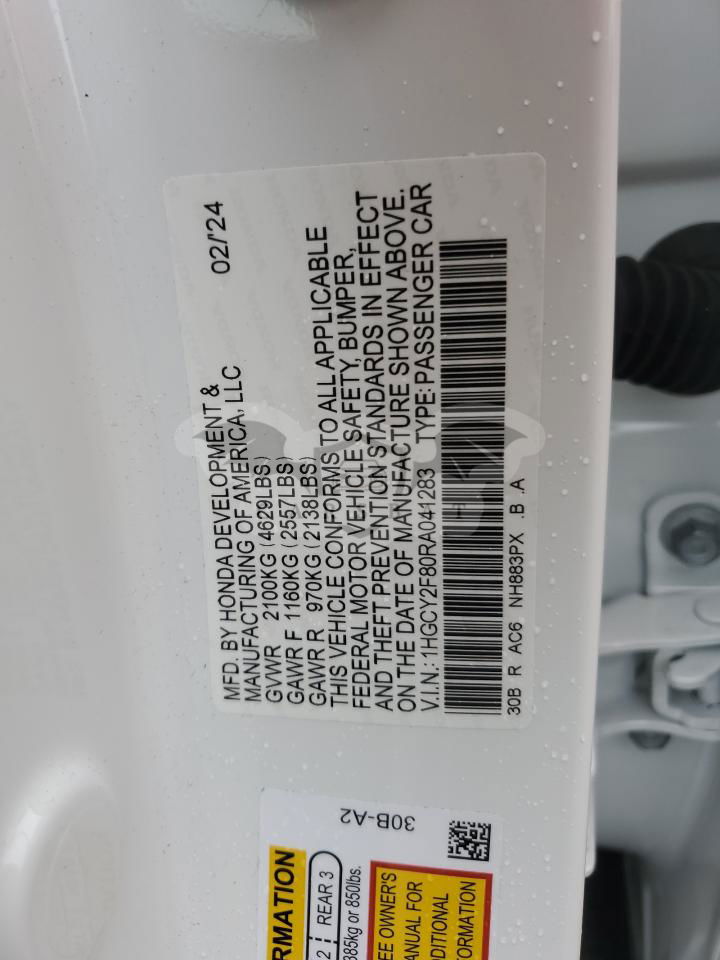 MFD. BY HONDA DEVELOPMENT &
MANUFACTURING OF AMERICA, LLC 02/'24
GVWR 2100KG (4629LBS)
GAWR F 1160KG (2557LBS)
GAWR R 970KG (2138LBS)
THIS VEHICLE CONFORMS TO ALL APPLICABLE
FEDERAL MOTOR VEHICLE SAFETY, BUMPER,
AND THEFT PREVENTION STANDARDS IN EFFECT
ON THE DATE OF MANUFACTURE SHOWN ABOVE.
V.I.N.: 1HGCY2F80RA041283 TYPE: PASSENGER CAR
30B R AC6 NH883PX .B .A
30B-A2
RMATION
2 REAR 3
385kg or 850lbs.
EE OWNER'S
ANUAL FOR
DITIONAL
FORMATION